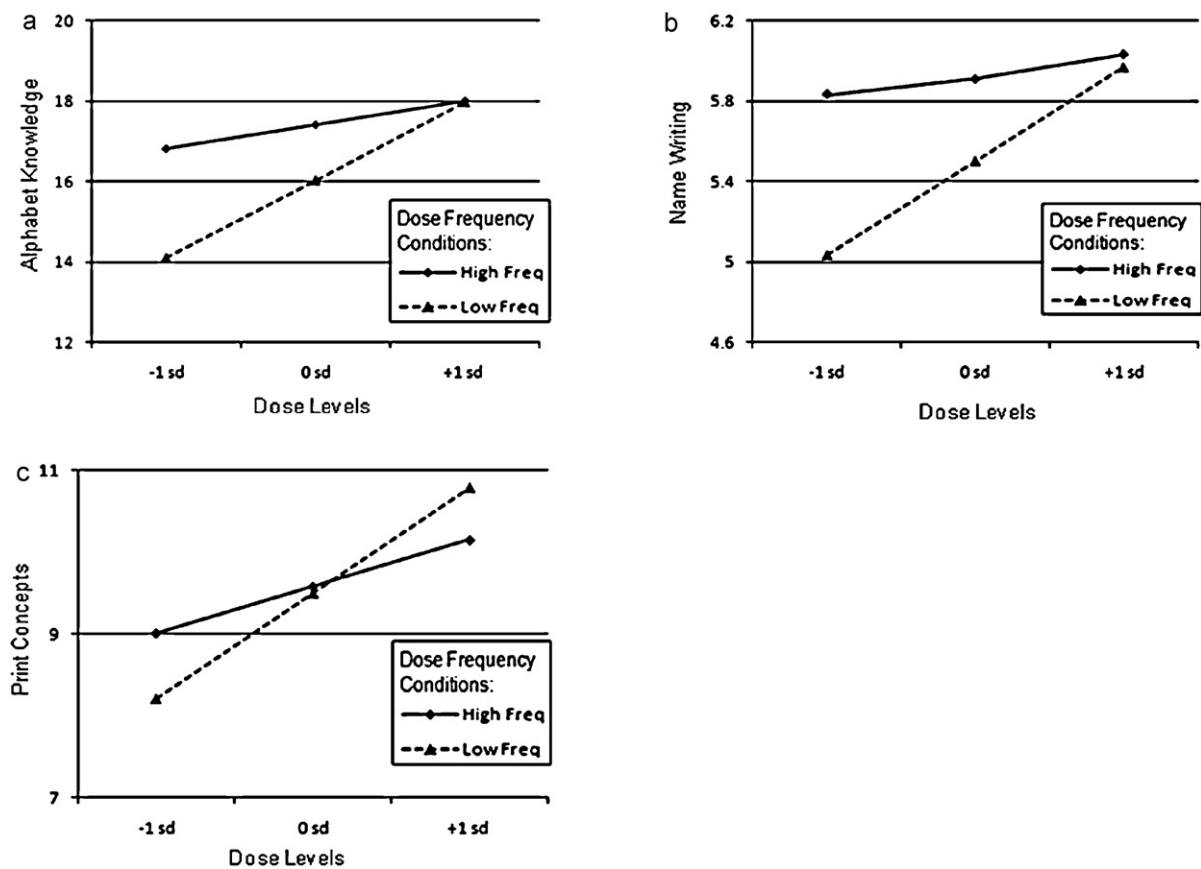 a
20
18
16
14
12
Alphabet Knowledge
Dose Frequency
Conditions:
High Freq
Low Freq
-1 sd
0 sd
+1 sd
Dose Levels
b
6.2
5.8
5.4
5
4.6
Name Writing
Dose Frequency
Conditions:
High Freq
Low Freq
-1 sd
0 sd
+1 sd
Dose Levels
c
11
9
7
Print Concepts
Dose Frequency
Conditions:
High Freq
Low Freq
-1 sd
0 sd
+1 sd
Dose Levels